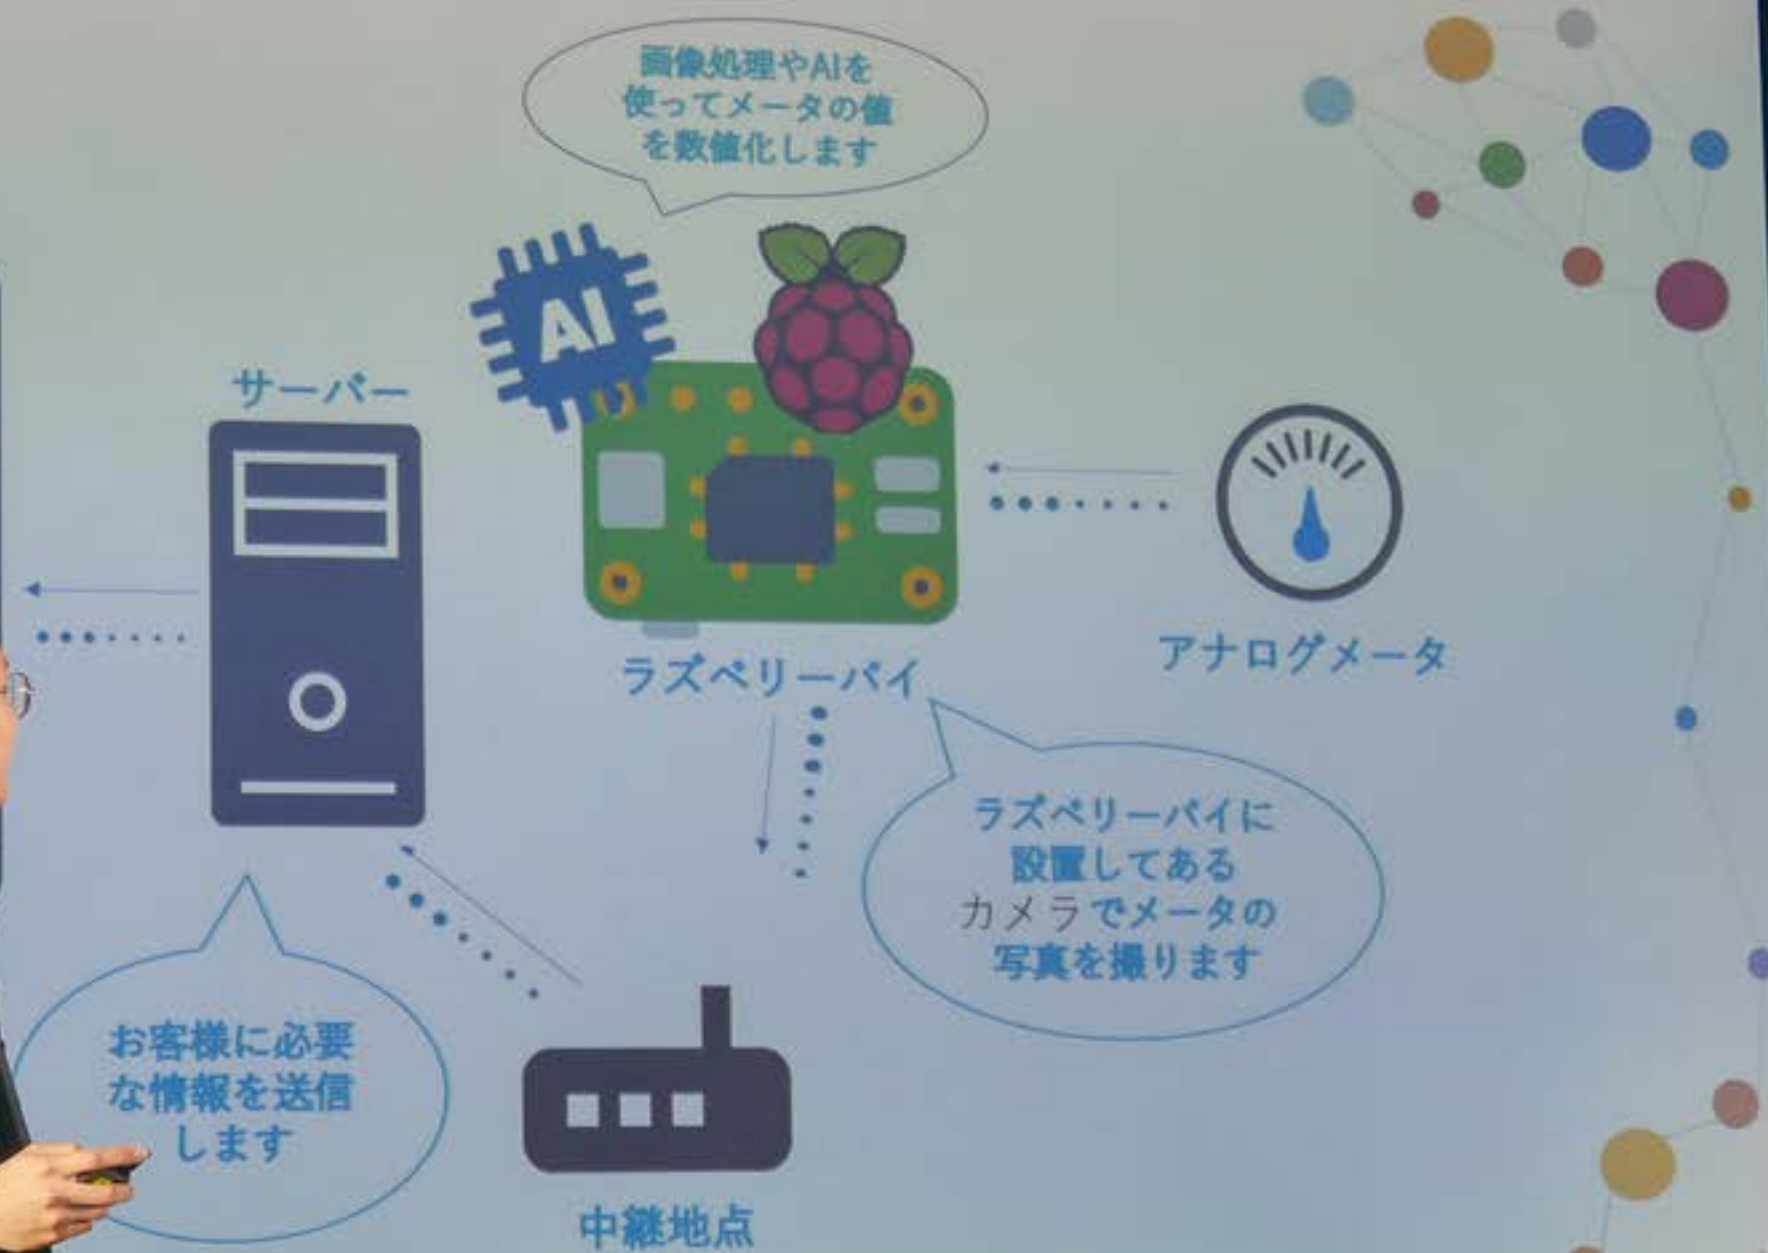 画像処理やAIを
使ってメータの値
を数値化します
AI
サーバー
ラズベリーパイ
アナログメータ
ラズベリーパイに
設置してある
カメラでメータの
写真を撮ります
お客様に必要
な情報を送信
します
中継地点